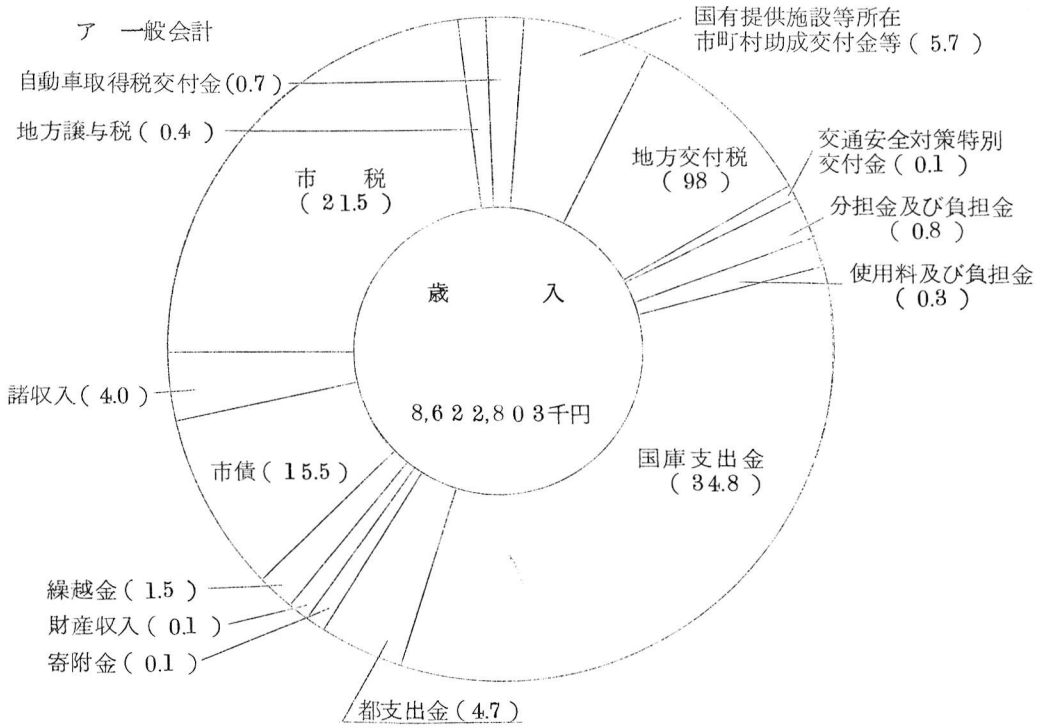 ア 一般会計
国有提供施設等所在
市町村助成交付金等(5.7)
自動車取得税交付金(0.7)
地方譲与税(0.4)
市 税
(21.5)
地方交付税
(98)
交通安全対策特別
交付金(0.1)
分担金及び負担金
(0.8)
使用料及び負担金
(0.3)
歳 入
8,622,803千円
諸収入(4.0)
市債(15.5)
国庫支出金
(34.8)
繰越金(1.5)
財産収入(0.1)
寄附金(0.1)
都支出金(4.7)